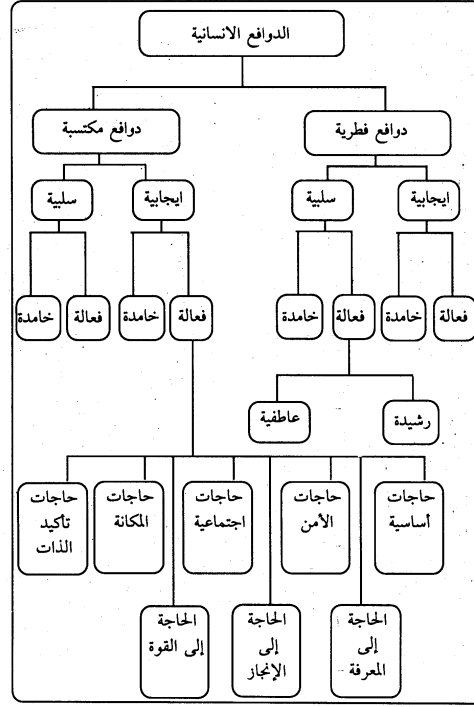 الدوافع الانسانية
دوافع فطرية
دوافع مكتسبة
ايجابية
سلبية
ايجابية
سلبية
فعالة
خامدة
فعالة
خامدة
فعالة
خامدة
فعالة
خامدة
رشيدة
عاطفية
حاجات
أساسية
حاجات
الأمن
حاجات
اجتماعية
حاجات
المكانة
حاجات
تأكيد
الذات
الحاجة
إلى
المعرفة
الحاجة
إلى
الإنجاز
الحاجة
إلى القوة